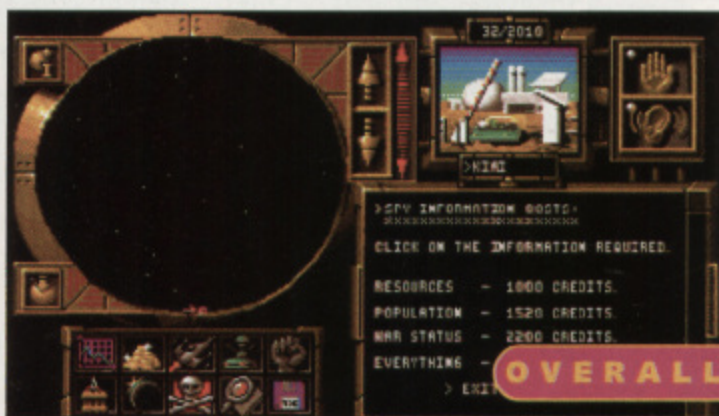 32/2010
>KIMI
>SPY INFORMATION COSTS:
CLICK ON THE INFORMATION REQUIRED.
RESOURCES - 1000 CREDITS.
POPULATION - 1520 CREDITS.
WAR STATUS - 2200 CREDITS.
EVERYTHING -
> EXIT
OVERALL